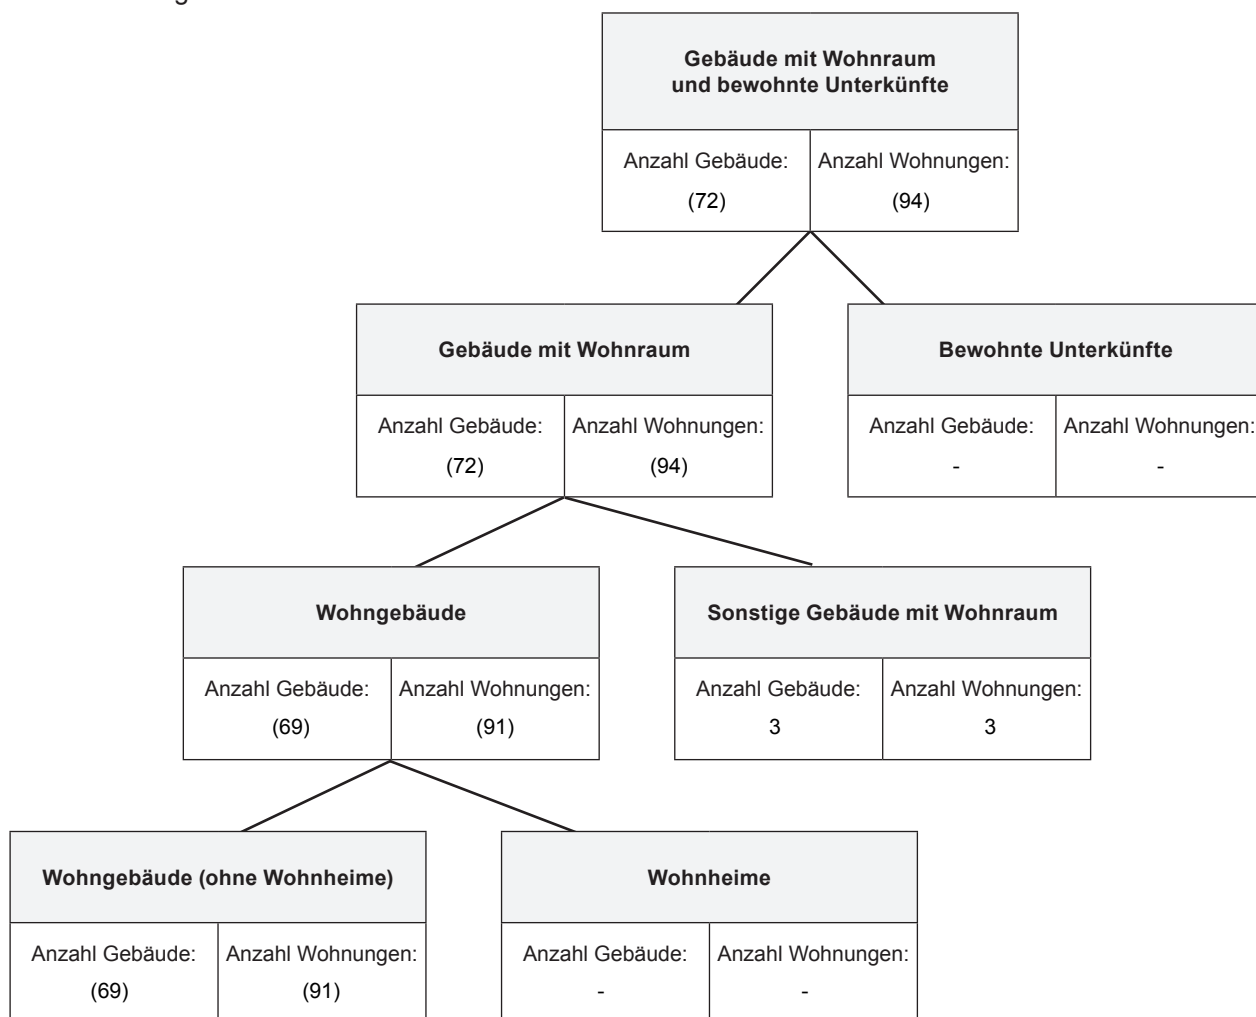 Gebäude mit Wohnraum
und bewohnte Unterkünfte
Anzahl Gebäude: Anzahl Wohnungen:
(72) (94)
Gebäude mit Wohnraum
Bewohnte Unterkünfte
Anzahl Gebäude: Anzahl Wohnungen:
(72) (94)
Anzahl Gebäude: Anzahl Wohnungen:
- -
Wohngebäude
Sonstige Gebäude mit Wohnraum
Anzahl Gebäude: Anzahl Wohnungen:
(69) (91)
Anzahl Gebäude: Anzahl Wohnungen:
3 3
Wohngebäude (ohne Wohnheime)
Wohnheime
Anzahl Gebäude: Anzahl Wohnungen:
(69) (91)
Anzahl Gebäude: Anzahl Wohnungen:
- -